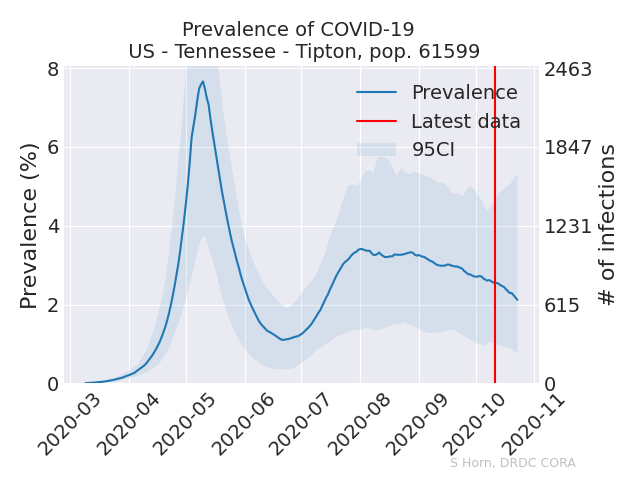 Prevalence of COVID-19
US - Tennessee - Tipton, pop. 61599
Prevalence
Latest data
95CI
Prevalence (%)
8
6
4
2
0
2463
1847
1231
615
0
# of infections
2020-03
2020-04
2020-05
2020-06
2020-07
2020-08
2020-09
2020-10
2020-11
S Horn, DRDC CORA